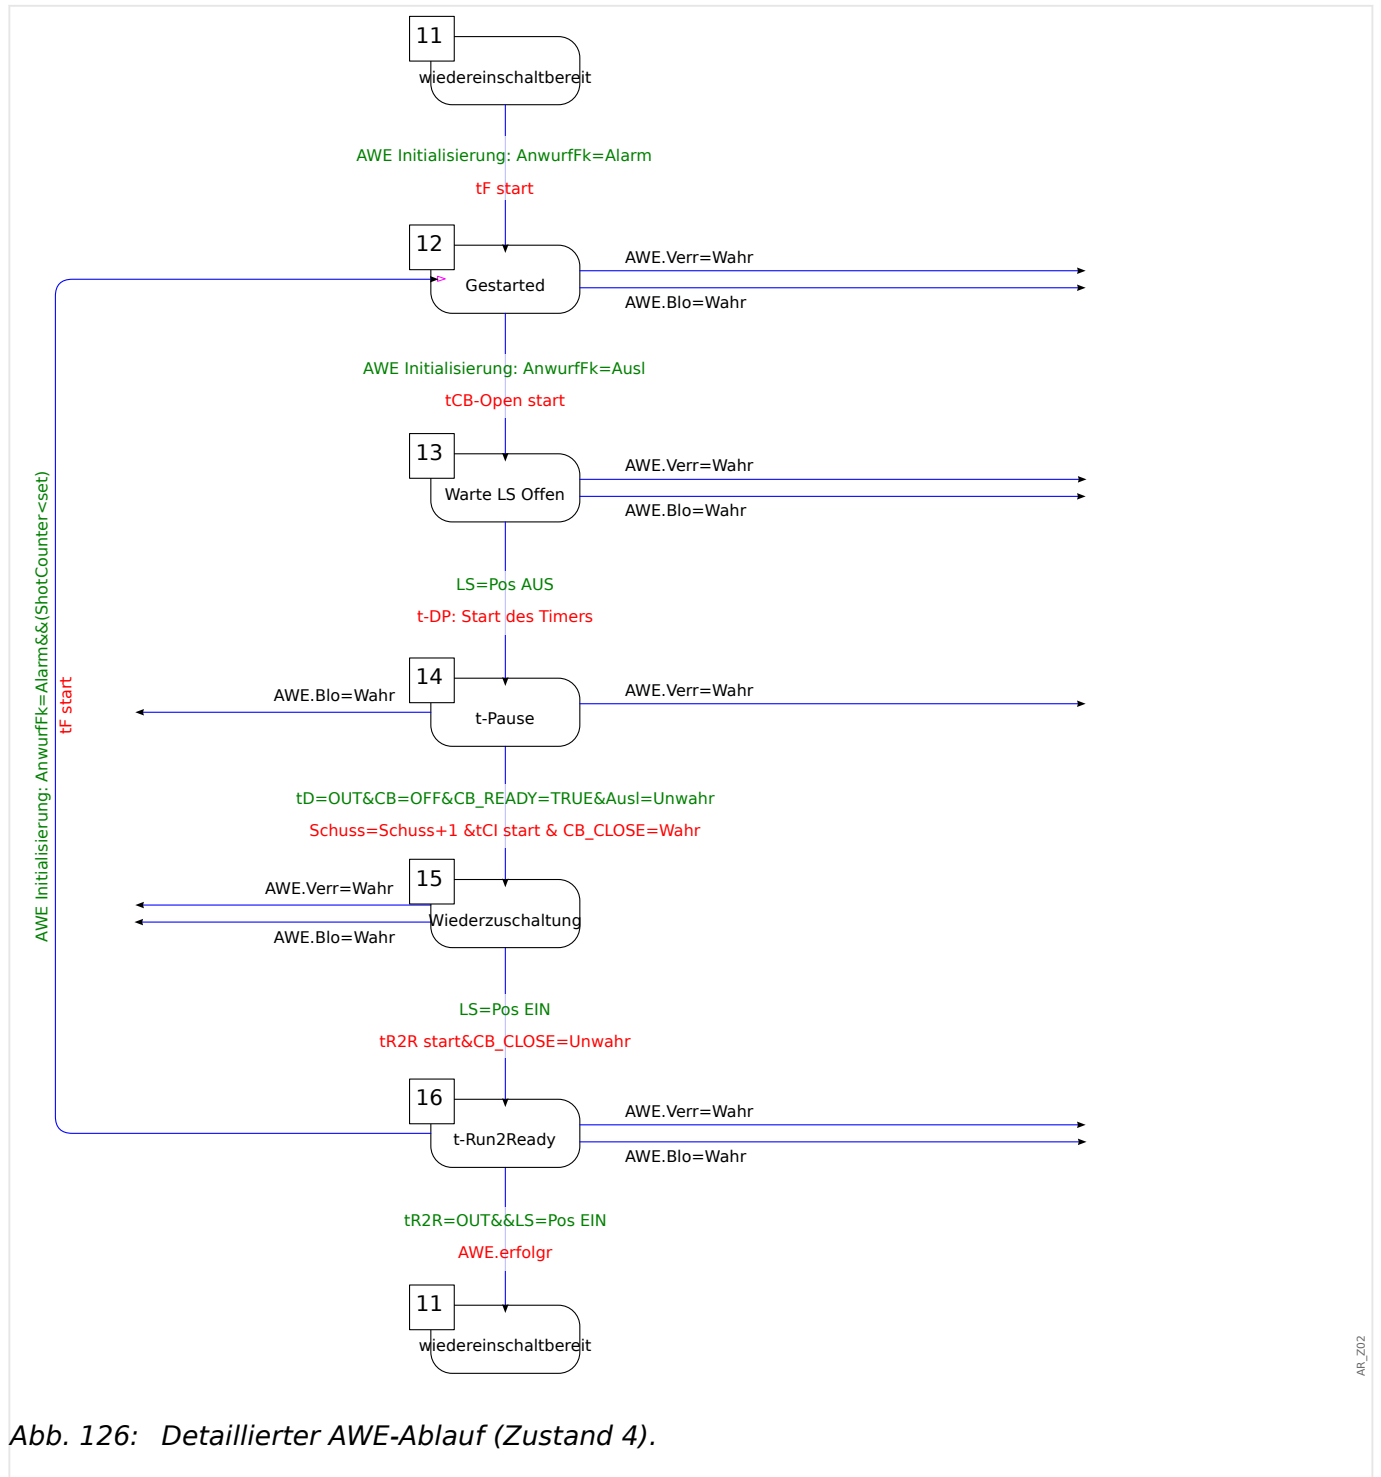 11
wiedereinschaltbereit
AWE Initialisierung: AnwurfFk=Alarm
tF start
12
Gestarted
AWE.Verr=Wahr
AWE.Blo=Wahr
AWE Initialisierung: AnwurfFk=Ausl
tCB-Open start
13
Warte LS Offen
AWE.Verr=Wahr
AWE.Blo=Wahr
LS=Pos AUS
t-DP: Start des Timers
14
t-Pause
AWE.Blo=Wahr
AWE.Verr=Wahr
AWE Initialisierung: AnwurfFk=Alarm&&(ShotCounter<set)
tF start
tD=OUT&CB=OFF&CB_READY=TRUE&Ausl=Unwahr
Schuss=Schuss+1 &tCI start & CB_CLOSE=Wahr
15
Wiederzuschaltung
AWE.Verr=Wahr
AWE.Blo=Wahr
LS=Pos EIN
tR2R start&CB_CLOSE=Unwahr
16
t-Run2Ready
AWE.Verr=Wahr
AWE.Blo=Wahr
tR2R=OUT&&LS=Pos EIN
AWE.erfolgr
11
wiedereinschaltbereit
AR_Z02
Abb. 126: Detaillierter AWE-Ablauf (Zustand 4).